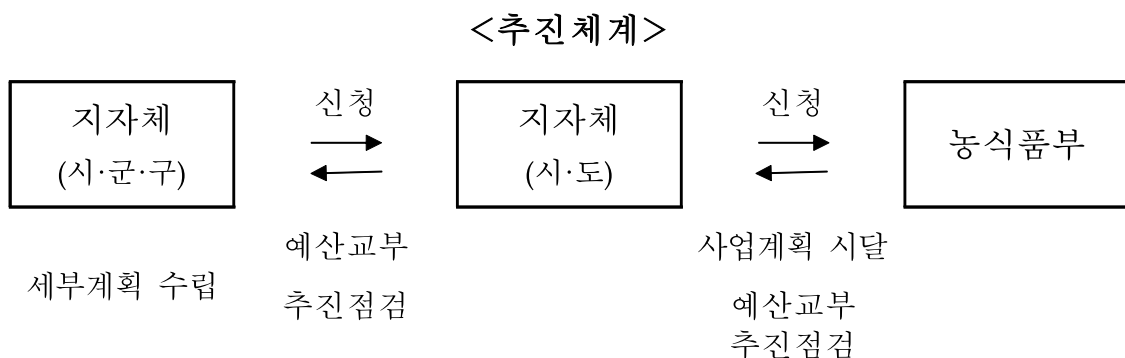 <추진체계>
지자체
(시·군·구)
신청
지자체
(시·도)
신청
농식품부
세부계획 수립
예산교부
추진점검
사업계획 시달
예산교부
추진점검